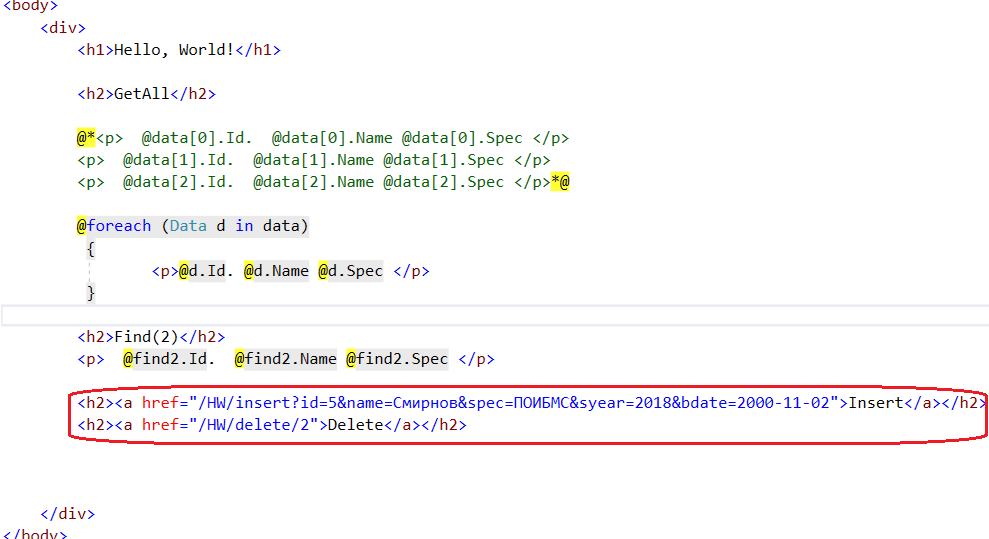 <body>
<div>
<h1>Hello, World!</h1>
<h2>GetAll</h2>
@*<p>  @data[0].Id.  @data[0].Name @data[0].Spec </p>
<p>  @data[1].Id.  @data[1].Name @data[1].Spec </p>
<p>  @data[2].Id.  @data[2].Name @data[2].Spec </p>*@
@foreach (Data d in data)
{
<p>@d.Id. @d.Name @d.Spec </p>
}
<h2>Find(2)</h2>
<p>  @find2.Id.  @find2.Name @find2.Spec </p>
<h2><a href="/HW/insert?id=5&name=Смирнов&spec=ПОИБМС&syear=2018&bdate=2000-11-02">Insert</a></h2>
<h2><a href="/HW/delete/2">Delete</a></h2>
</div>
</body>